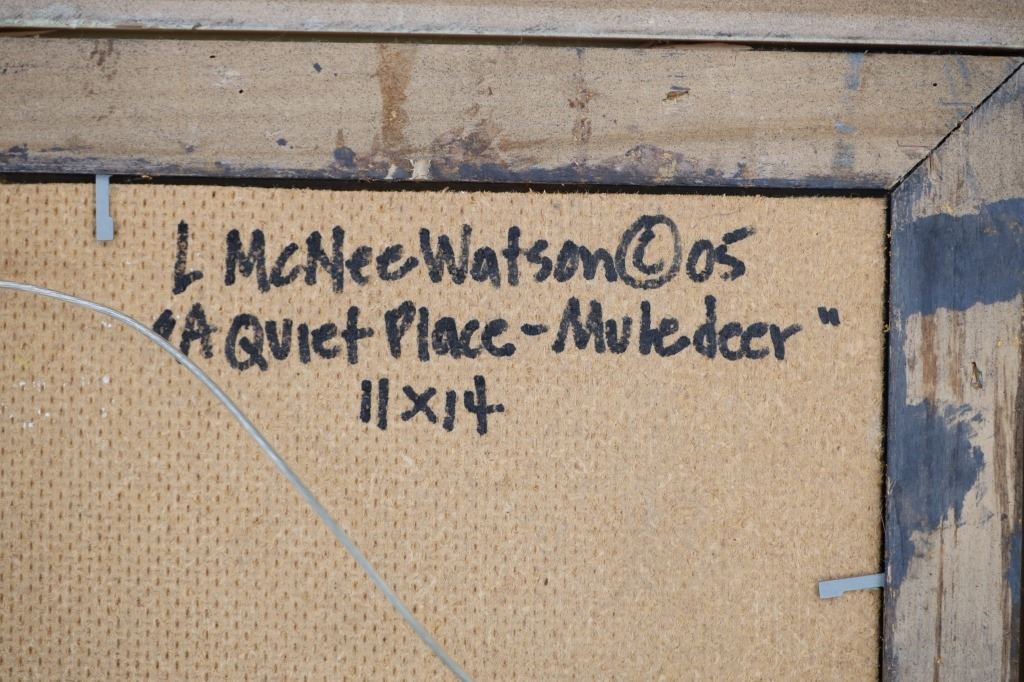 L McNee Watson © 05
"A Quiet Place - Muledeer"
11x14